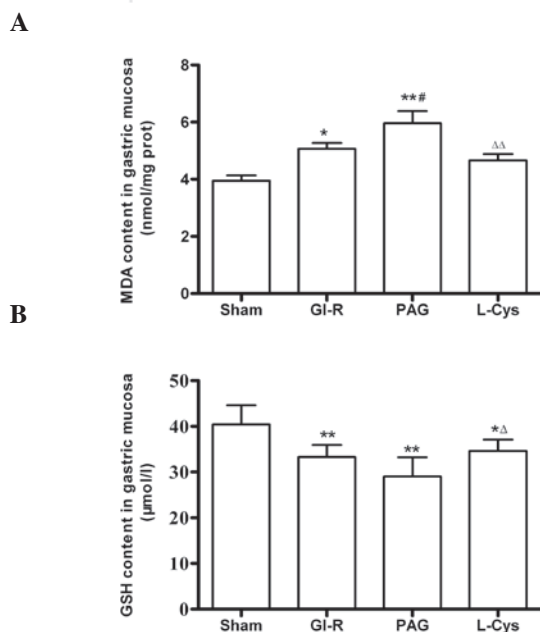 A
MDA content in gastric mucosa
(nmol/mg prot)
8
6
4
2
0
*
**#
ΔΔ
Sham GI-R PAG L-Cys
B
GSH content in gastric mucosa
(μmol/l)
50
40
30
20
10
0
**
**
*Δ
Sham GI-R PAG L-Cys